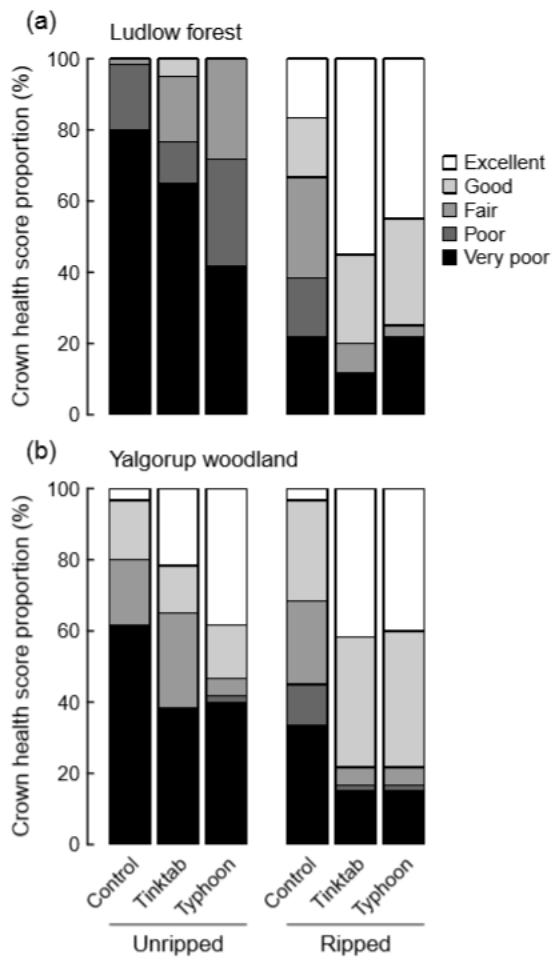 (a)
Ludlow forest
Crown health score proportion (%)
100
80
60
40
20
0
Excellent
Good
Fair
Poor
Very poor
(b)
Yalgorup woodland
Crown health score proportion (%)
100
80
60
40
20
0
Control
Tinktab
Typhoon
Control
Tinktab
Typhoon
Unripped
Ripped